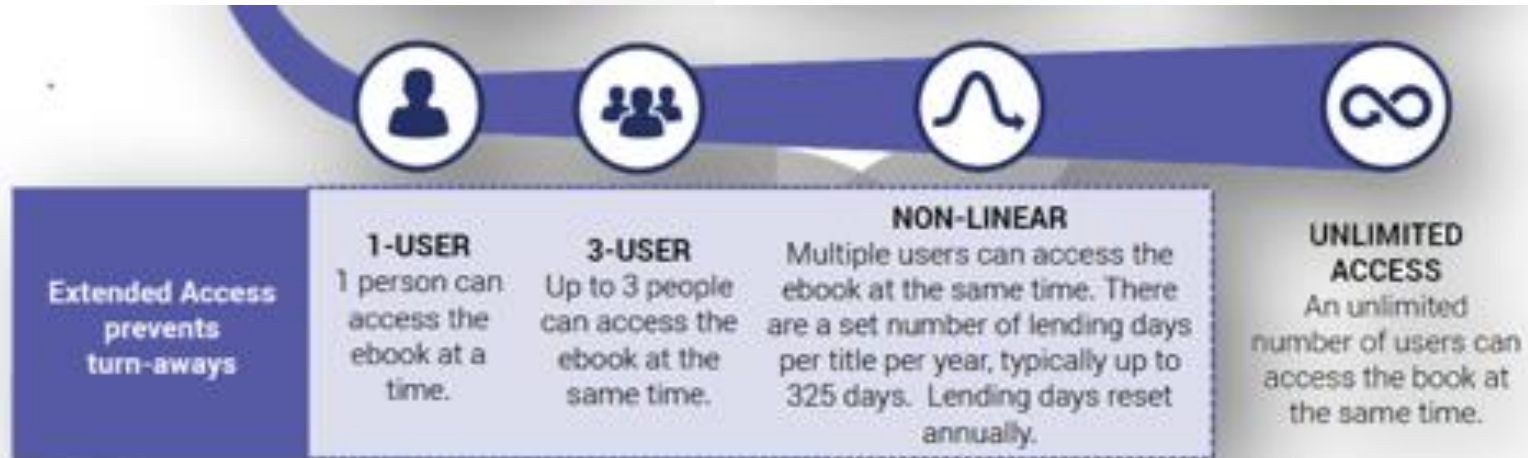 Extended Access
prevents
turn-aways
1-USER
1 person can
access the
ebook at a
time.
3-USER
Up to 3 people
can access the
ebook at the
same time.
NON-LINEAR
Multiple users can access the
ebook at the same time. There
are a set number of lending days
per title per year, typically up to
325 days. Lending days reset
annually.
UNLIMITED
ACCESS
An unlimited
number of users can
access the book at
the same time.